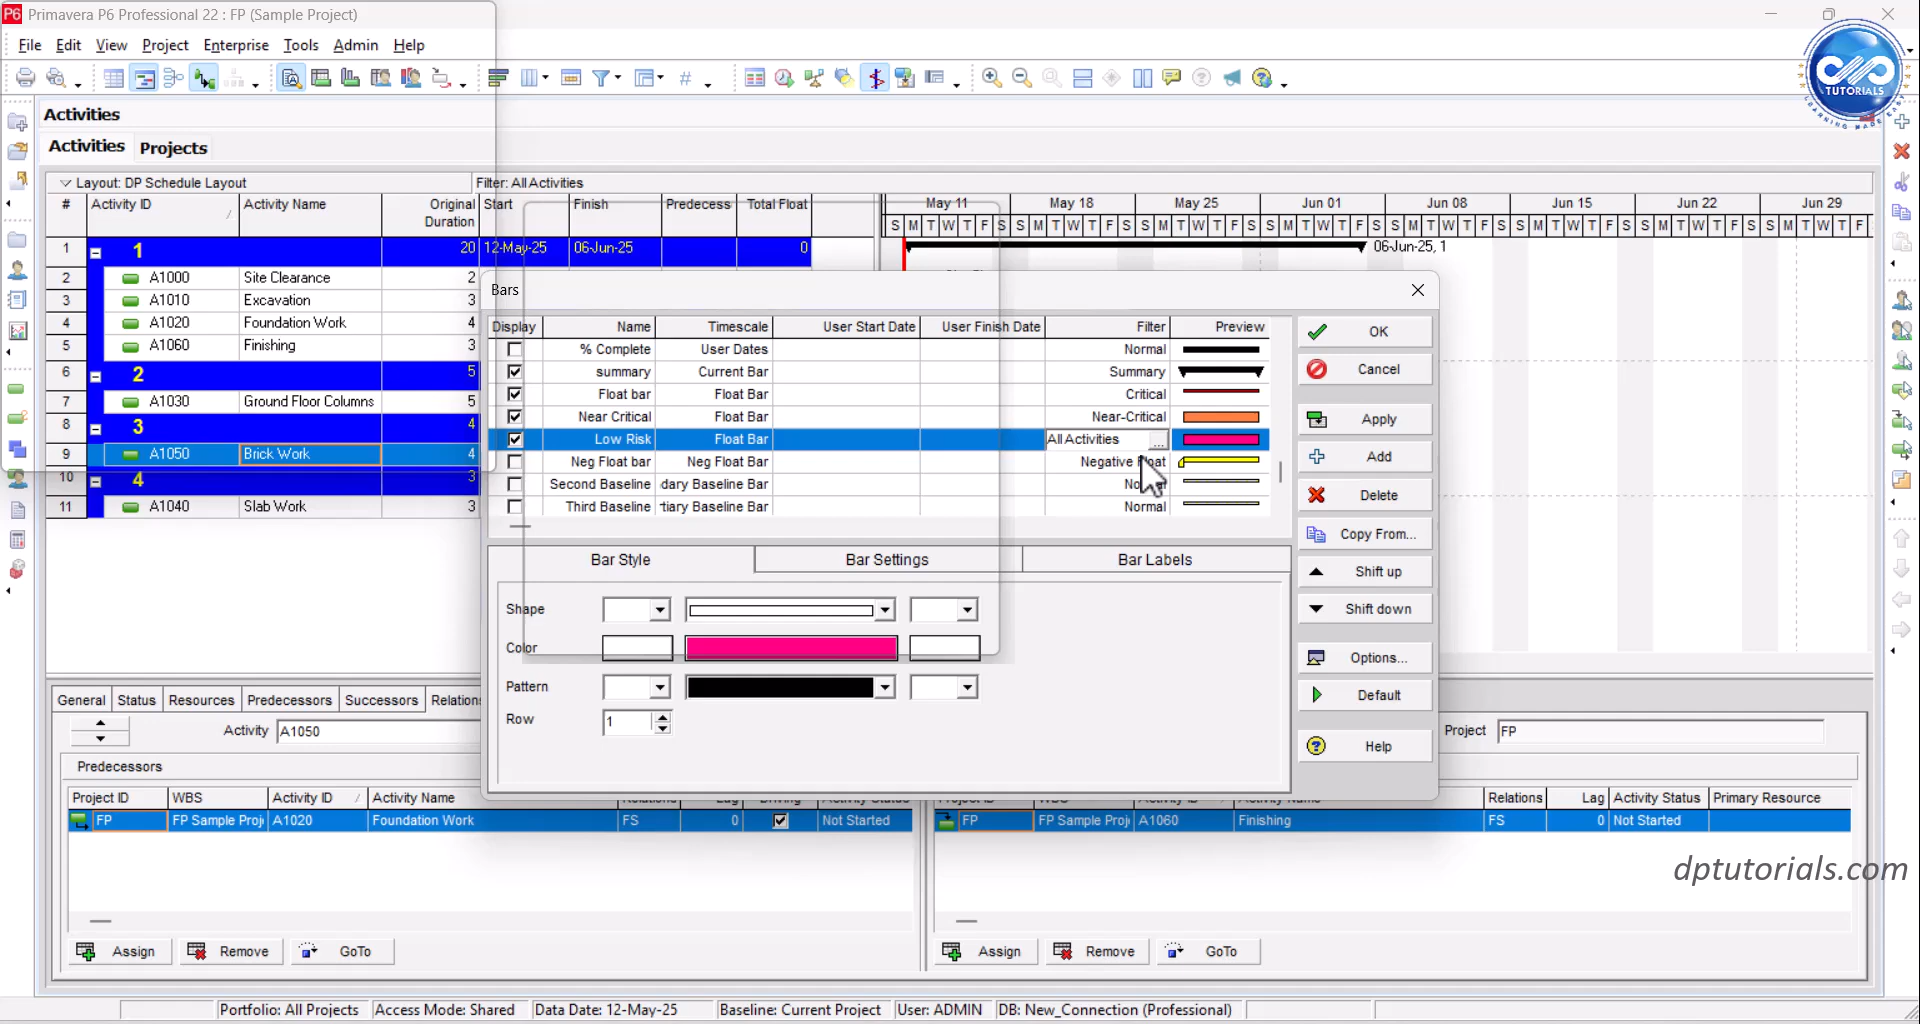 P6 Primavera P6 Professional 22 : FP (Sample Project)
File Edit View Project Enterprise Tools Admin Help
TUTORIALS
LEARNING MADE EASY
Activities
Activities Projects
Layout: DP Schedule Layout Filter: All Activities
# Activity ID Activity Name Original Duration Start Finish Predecess Total Float
May 11 May 18 May 25 Jun 01 Jun 08 Jun 15 Jun 22 Jun 29
S M T W T F S S M T W T F S S M T W T F S S M T W T F S S M T W T F S S M T W T F S S M T W T F S S M T W T F
1 1 20 12-May-25 06-Jun-25 0 06-Jun-25, 1
2 A1000 Site Clearance 2
3 A1010 Excavation 3
4 A1020 Foundation Work 4
5 A1060 Finishing 3
6 2 5
7 A1030 Ground Floor Columns 5
8 3 4
9 A1050 Brick Work 4
10 4 3
11 A1040 Slab Work 3
Bars
Display Name Timescale User Start Date User Finish Date Filter Preview
% Complete User Dates Normal
summary Current Bar Summary
Float bar Float Bar Critical
Near Critical Float Bar Near-Critical
Low Risk Float Bar All Activities ...
Neg Float bar Neg Float Bar Negative Float
Second Baseline dary Baseline Bar
Third Baseline tiary Baseline Bar Normal
Bar Style Bar Settings Bar Labels
Shape
Color
Pattern
Row 1
OK
Cancel
Apply
Add
Delete
Copy From...
Shift up
Shift down
Options...
Default
Help
General Status Resources Predecessors Successors Relations
Activity A1050 Project FP
Predecessors
Project ID WBS Activity ID Activity Name
FP FP Sample Proj A1020 Foundation Work FS 0 Not Started
Relations Lag Activity Status Primary Resource
FP FP Sample Proj A1060 Finishing FS 0 Not Started
dptutorials.com
Assign Remove GoTo Assign Remove GoTo
Portfolio: All Projects Access Mode: Shared Data Date: 12-May-25 Baseline: Current Project User: ADMIN DB: New_Connection (Professional)